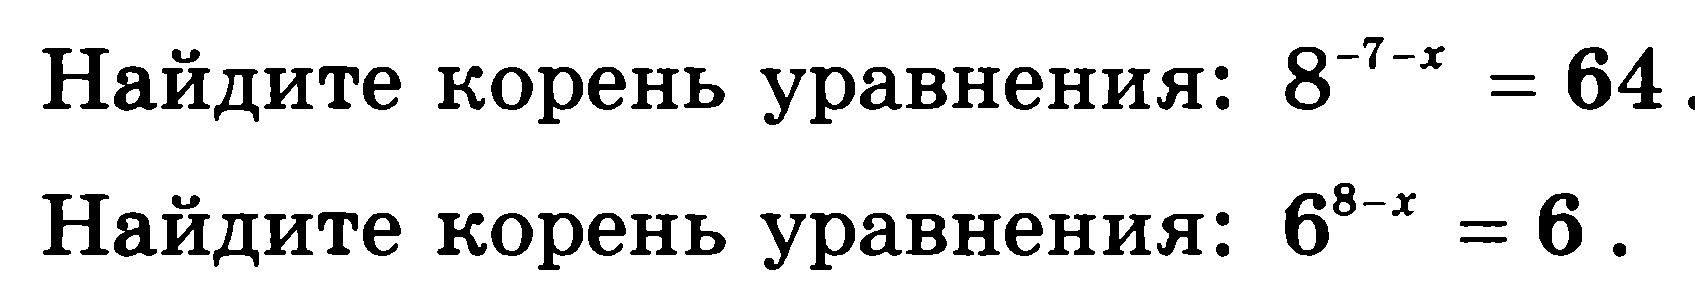 Найдите корень уравнения: 8^{-7-x} = 64.
Найдите корень уравнения: 6^{8-x} = 6.